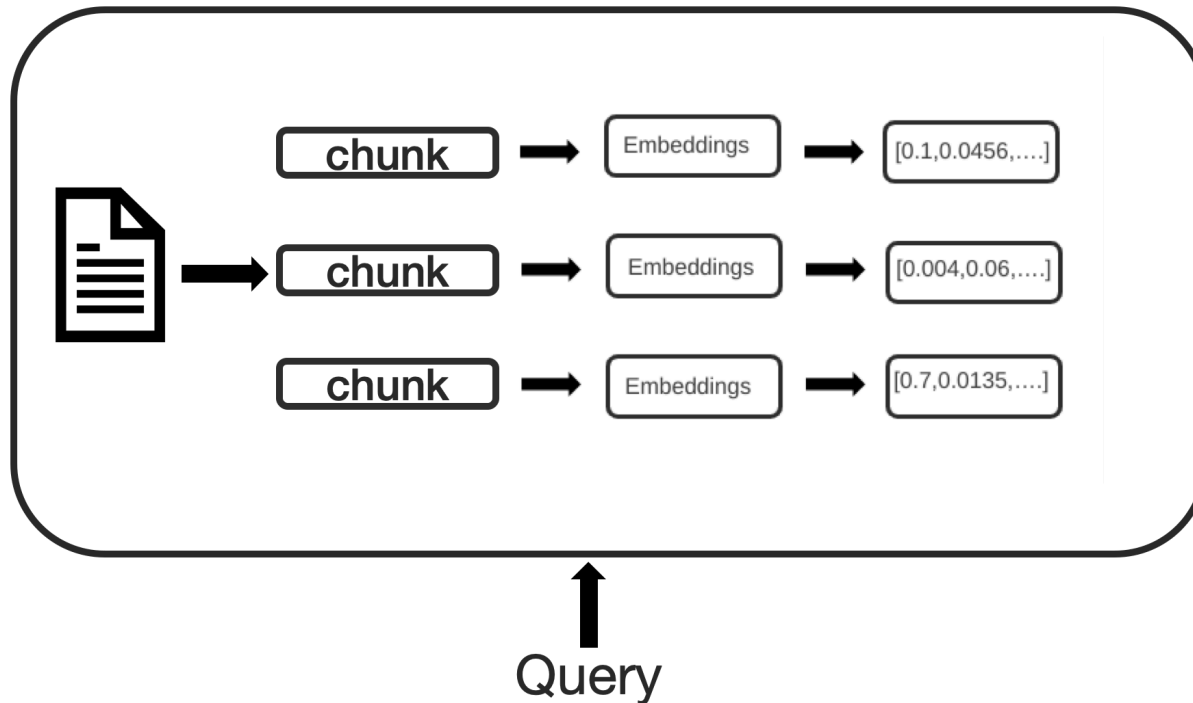 chunk
Embeddings
[0.1,0.0456,....]
chunk
Embeddings
[0.004,0.06,....]
chunk
Embeddings
[0.7,0.0135,....]
Query